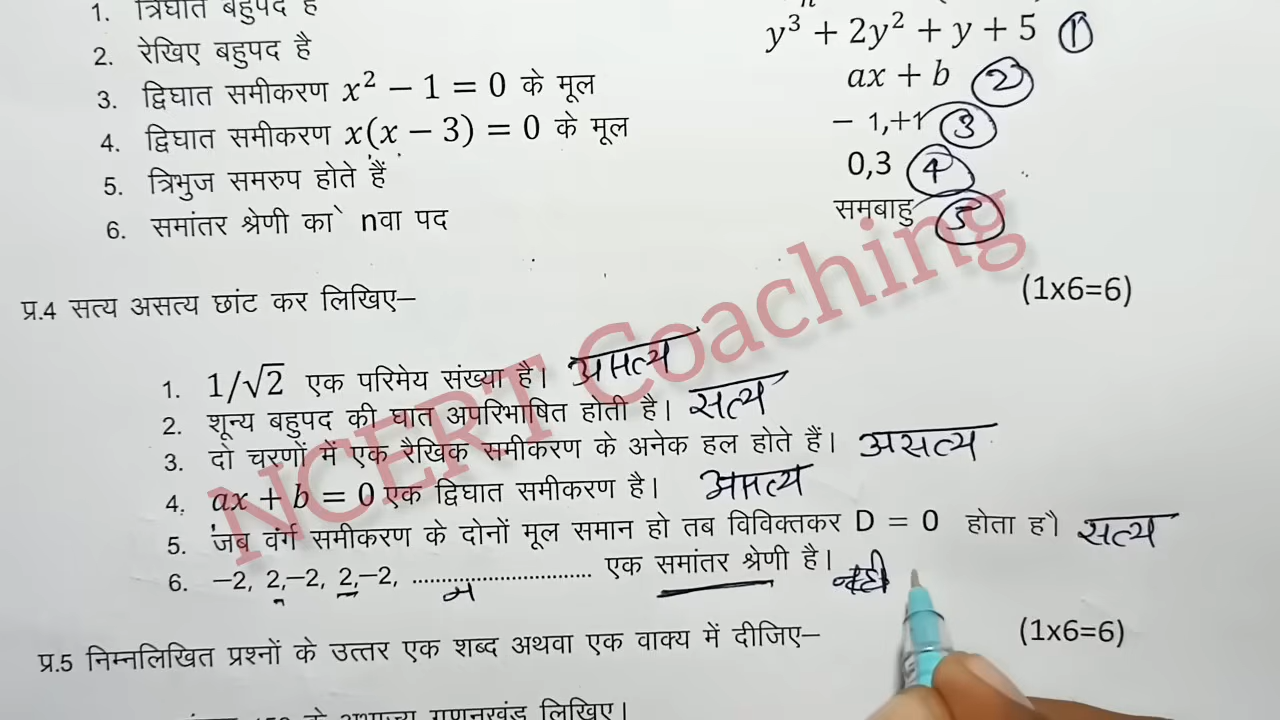 1. त्रिघात बहुपद है
y³ + 2y² + y + 5 ①
2. रेखिए बहुपद है
ax + b ②
3. द्विघात समीकरण x² − 1 = 0 के मूल
− 1,+1 ③
4. द्विघात समीकरण x(x − 3) = 0 के मूल
0,3 ④
5. त्रिभुज समरुप होते हैं
समबाहु ⑤
6. समांतर श्रेणी का े nवा पद
प्र.4 सत्य असत्य छांट कर लिखिए– (1x6=6)
1. 1/√2 एक परिमेय संख्या है। असत्य
2. शून्य बहुपद की घात अपरिभाषित होती है। सत्य
3. दो चरणों में एक रैखिक समीकरण के अनेक हल होते हैं। असत्य
4. ax + b = 0 एक द्विघात समीकरण है। असत्य
5. जब वंर्ग समीकरण के दोनों मूल समान हो तब विविक्तकर D = 0 होता हो सत्य
6. −2, 2,−2, 2,−2, .............................. एक समांतर श्रेणी है। नही
प्र.5 निम्नलिखित प्रश्नों के उत्तर एक शब्द अथवा एक वाक्य में दीजिए– (1x6=6)
के अभाज्य गुणनखंड लिखिए।
NCERT Coaching